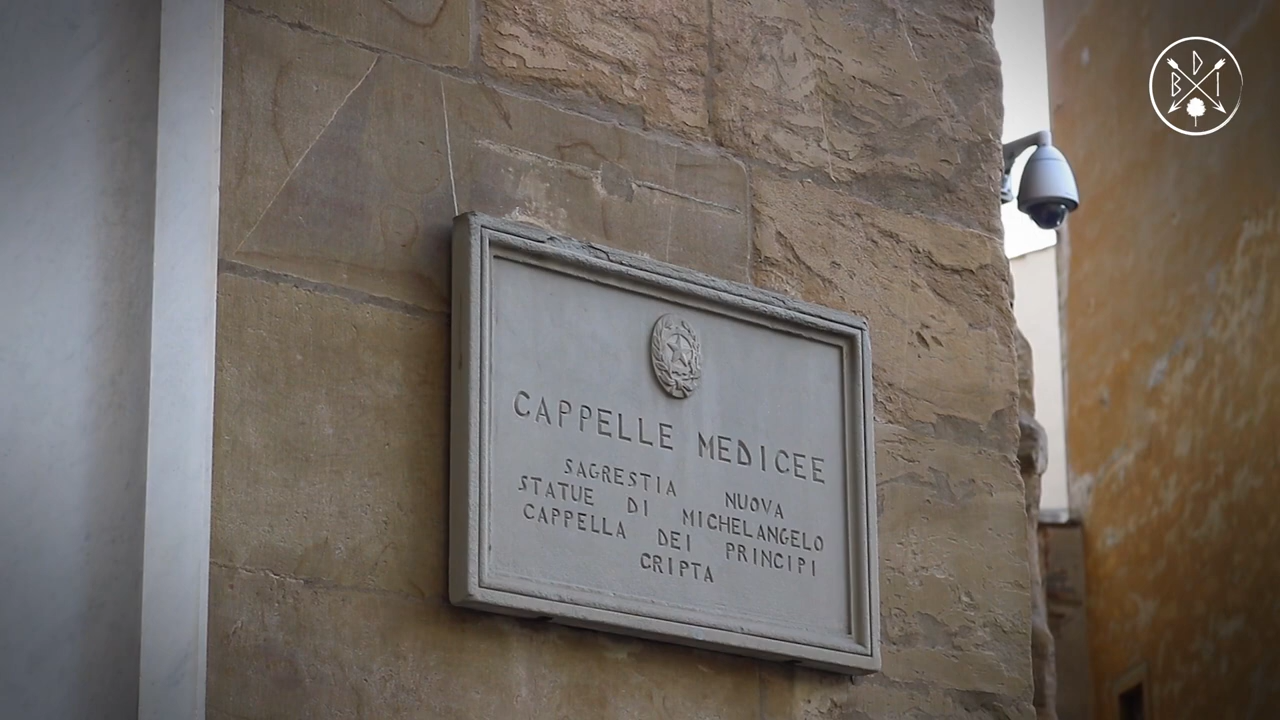 CAPPELLE MEDICEE
SAGRESTIA NUOVA
STATUE DI MICHELANGELO
CAPPELLA DEI PRINCIPI
CRIPTA
B D I